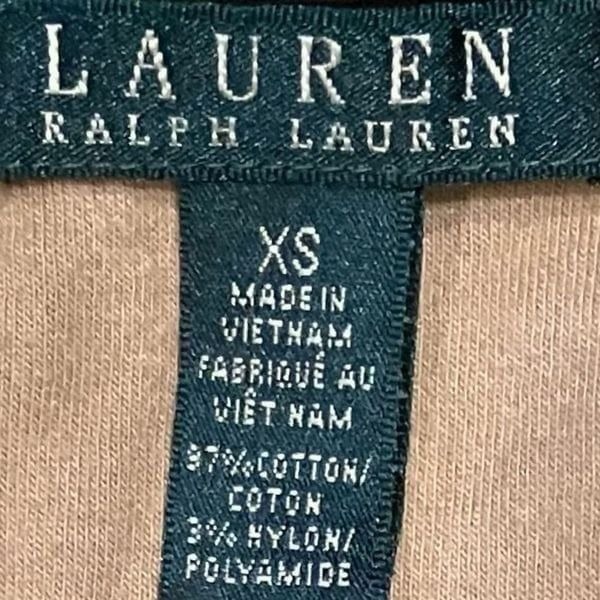 LAUREN
RALPH LAUREN
XS
MADE IN
VIETNAM
FABRIQUÉ AU
VIÊT NAM
97% COTTON/
COTON
3% NYLON/
POLYAMIDE